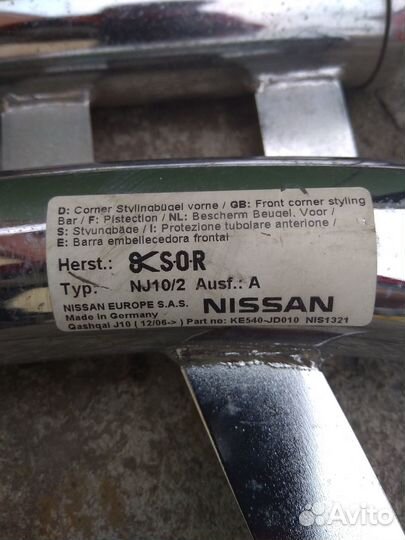 D: Corner Stylingbügel vorne / GB: Front corner styling
Bar / F: Pistection / NL: Bescherm Beugel, Voor /
S: Styvungbåge / I: Protezione tubolare anteriore /
E: Barra embellecedora frontal
Herst.: SOR
Typ: NJ10/2 Ausf.: A
NISSAN EUROPE S.A.S. NISSAN
Made in Germany
Qashqai J10 ( 12/06-> ) Part no: KE540-JD010 NIS1321
Avito